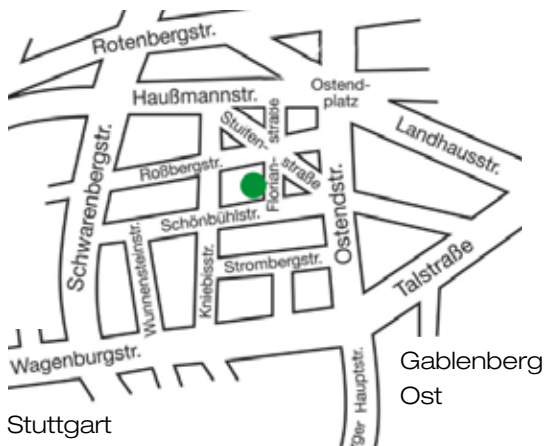 Rotenbergstr.
Ostend-
platz
Haußmannstr.
straße
Stuifen-
straße
Landhausstr.
Schwarenbergstr.
Roßbergstr.
Florian-
Ostendstr.
Schönbühlstr.
Wunnensteinstr.
Kniebisstr.
Strombergstr.
Talstraße
Wagenburgstr.
Hauptstr.
Gablenberg
Ost
Stuttgart